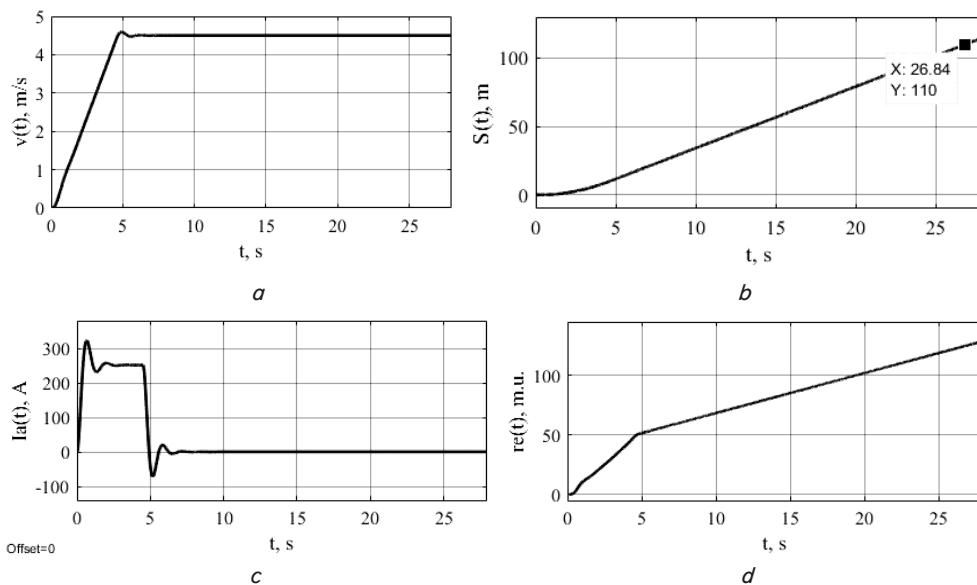 5
4
3
2
1
0
v(t), m/s
0 5 10 15 20 25
t, s
a
100
50
0
S(t), m
X: 26.84
Y: 110
0 5 10 15 20 25
t, s
b
300
200
100
0
-100
Ia(t), A
0 5 10 15 20 25
t, s
Offset=0
c
100
50
0
re(t), m.u.
0 5 10 15 20 25
t, s
d